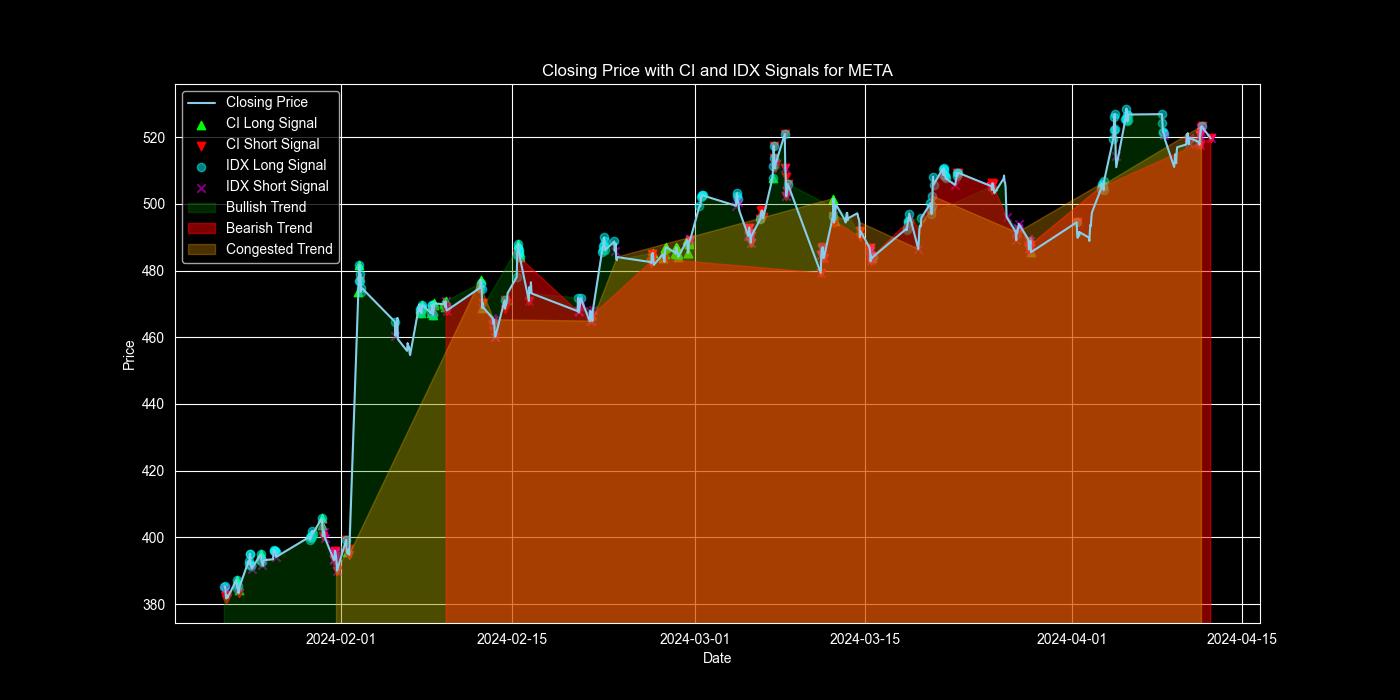 Closing Price with CI and IDX Signals for META
Closing Price
CI Long Signal
CI Short Signal
IDX Long Signal
IDX Short Signal
Bullish Trend
Bearish Trend
Congested Trend
Price
520
500
480
460
440
420
400
380
2024-02-01 2024-02-15 2024-03-01 2024-03-15 2024-04-01 2024-04-15
Date